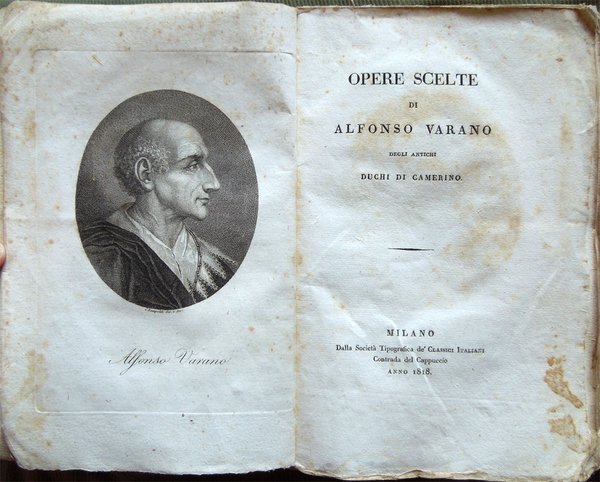 Alfonso Varano
OPERE SCELTE
DI
ALFONSO VARANO
DEGLI ANTICHI
DUCHI DI CAMERINO.
MILANO
Dalla Società Tipografica de' CLASSICI ITALIANI
Contrada del Cappuccio
ANNO 1818.